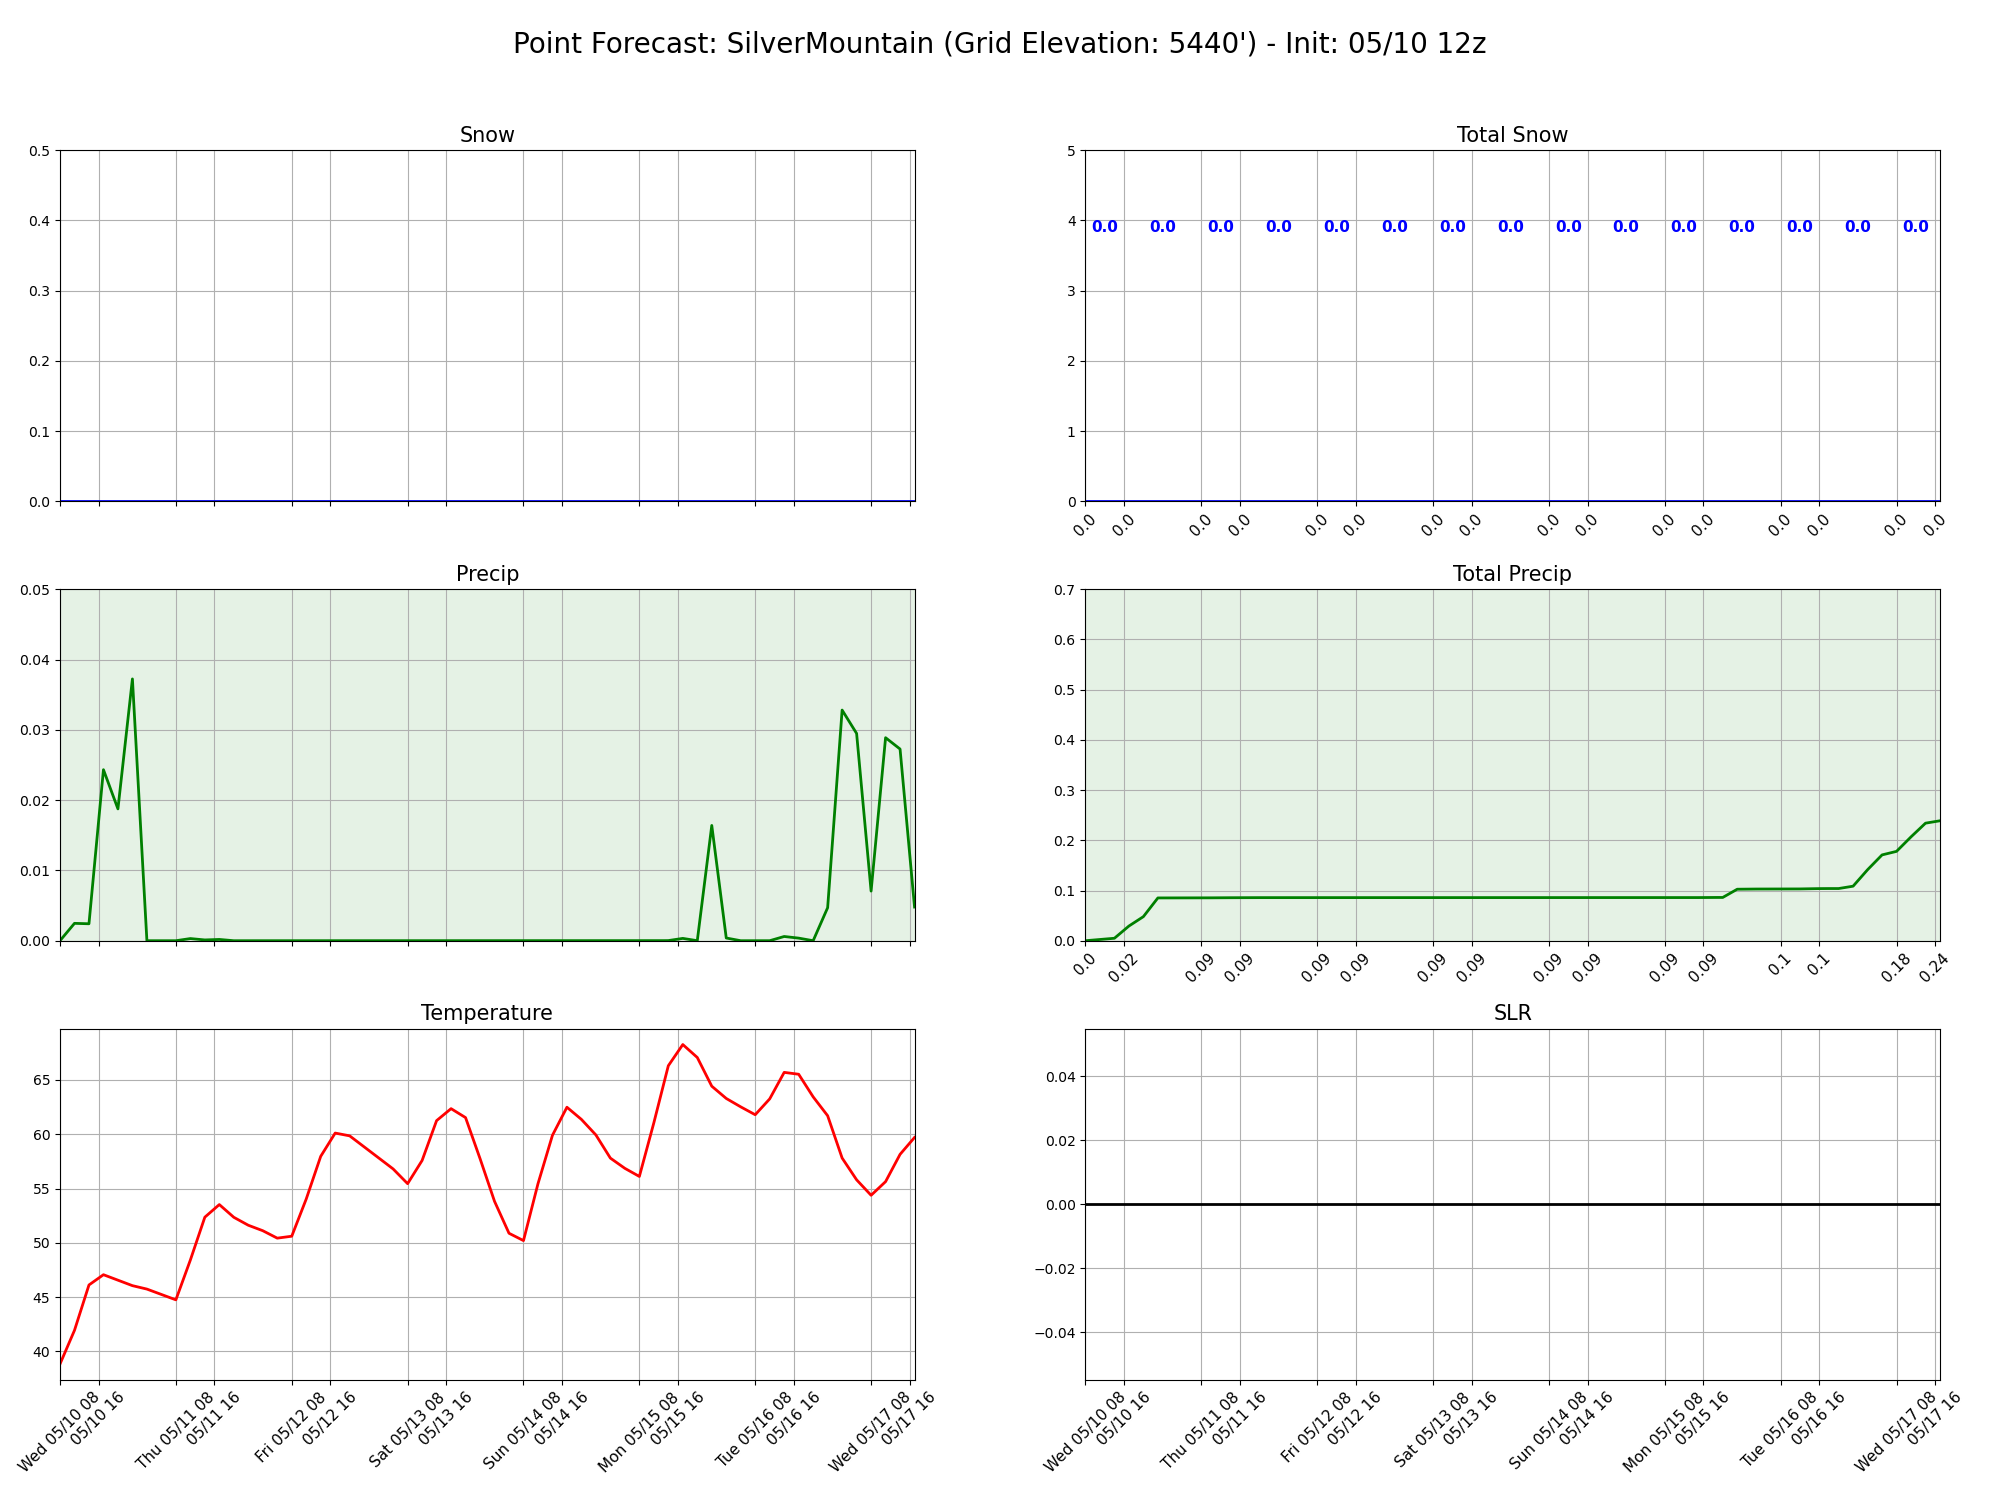 Point Forecast: SilverMountain (Grid Elevation: 5440') - Init: 05/10 12z
Snow
0.5
0.4
0.3
0.2
0.1
0.0
Total Snow
5
4
3
2
1
0
0.0 0.0 0.0 0.0 0.0 0.0 0.0 0.0 0.0 0.0 0.0 0.0 0.0 0.0 0.0
0.0 0.0 0.0 0.0 0.0 0.0 0.0 0.0 0.0 0.0 0.0 0.0 0.0 0.0 0.0 0.0
Precip
0.05
0.04
0.03
0.02
0.01
0.00
Total Precip
0.7
0.6
0.5
0.4
0.3
0.2
0.1
0.0
0.0 0.02 0.09 0.09 0.09 0.09 0.09 0.09 0.09 0.09 0.09 0.09 0.1 0.1 0.18 0.24
Temperature
65
60
55
50
45
40
Wed 05/10 08
05/10 16
Thu 05/11 08
05/11 16
Fri 05/12 08
05/12 16
Sat 05/13 08
05/13 16
Sun 05/14 08
05/14 16
Mon 05/15 08
05/15 16
Tue 05/16 08
05/16 16
Wed 05/17 08
05/17 16
SLR
0.04
0.02
0.00
−0.02
−0.04
Wed 05/10 08
05/10 16
Thu 05/11 08
05/11 16
Fri 05/12 08
05/12 16
Sat 05/13 08
05/13 16
Sun 05/14 08
05/14 16
Mon 05/15 08
05/15 16
Tue 05/16 08
05/16 16
Wed 05/17 08
05/17 16